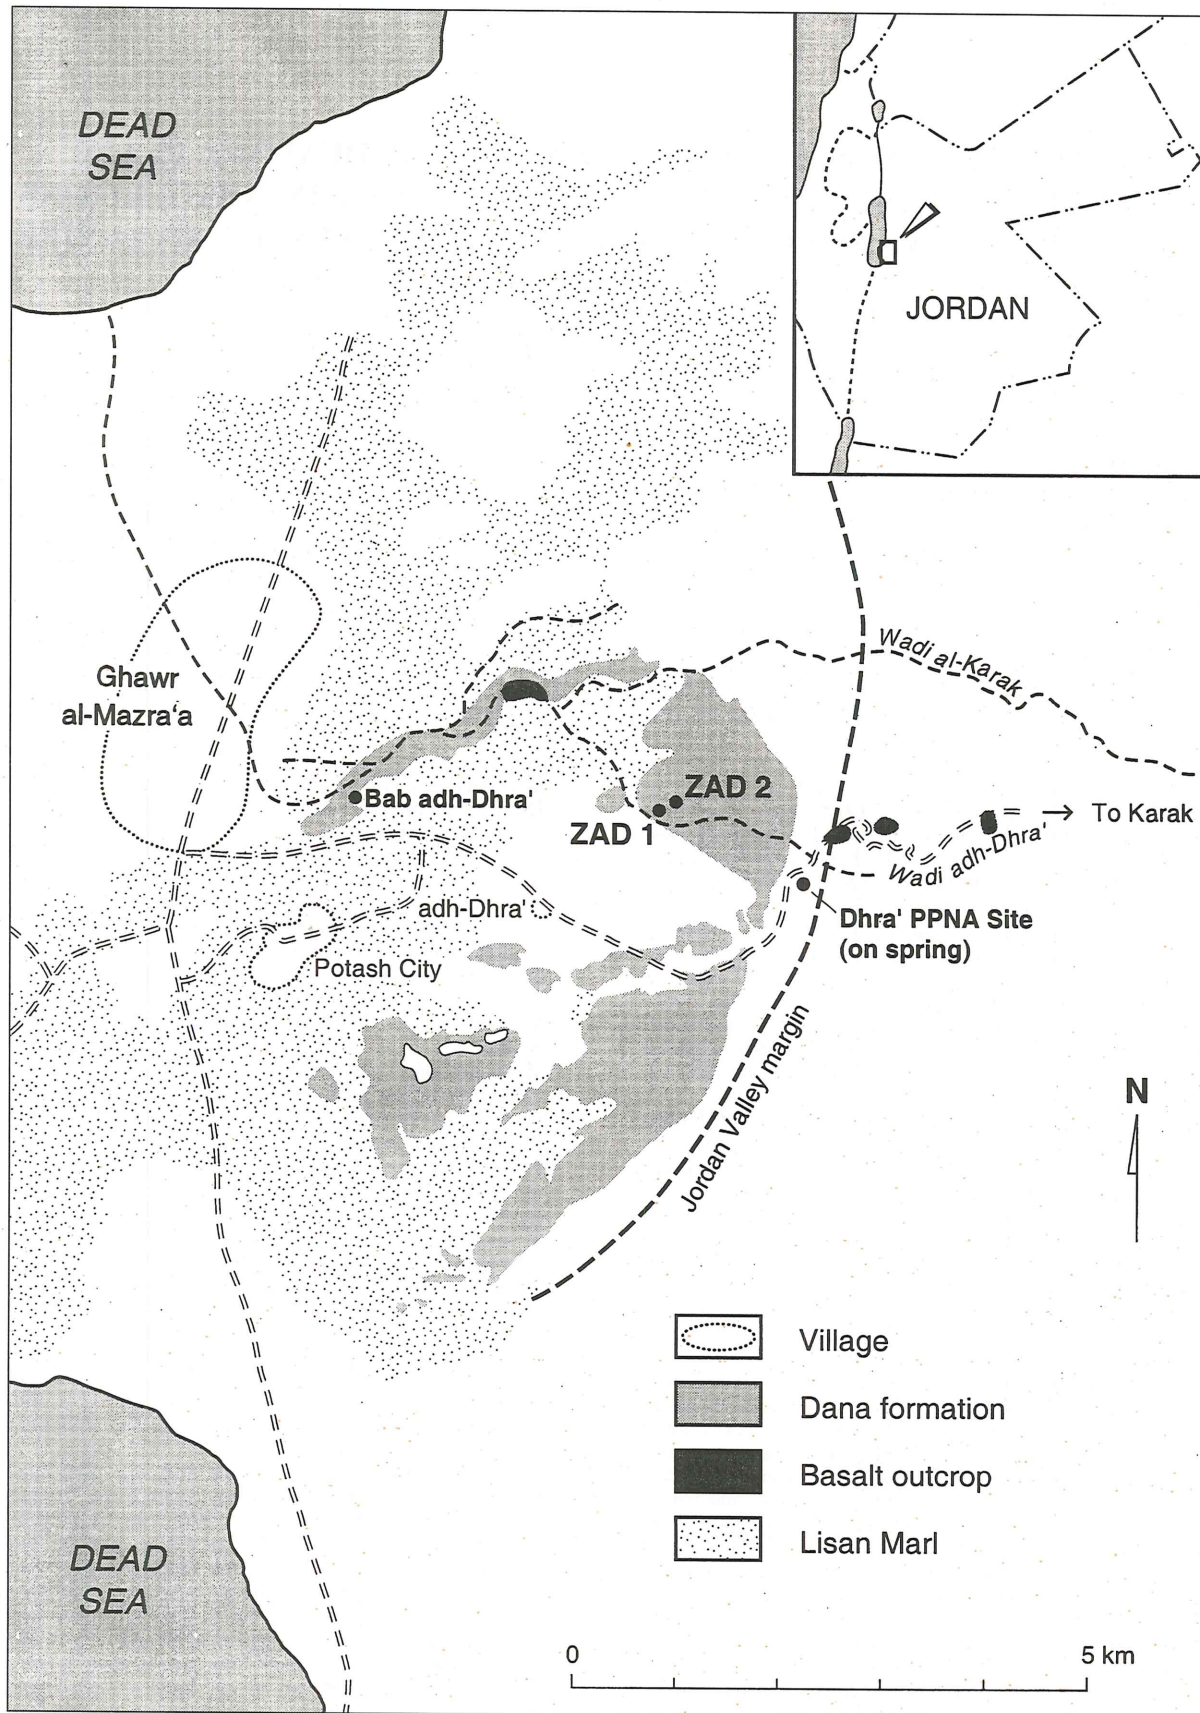 DEAD
SEA
JORDAN
Wadi al-Karak
Ghawr
al-Mazra‘a
Bab adh-Dhra'
ZAD 2
ZAD 1
To Karak
Wadi adh-Dhra'
adh-Dhra'
Dhra' PPNA Site
(on spring)
Potash City
Jordan Valley margin
N
Village
Dana formation
Basalt outcrop
Lisan Marl
DEAD
SEA
0
5 km